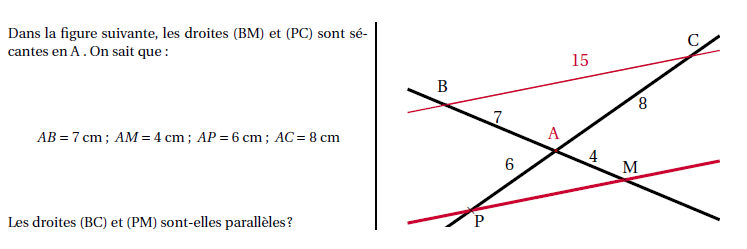 Dans la figure suivante, les droites (BM) et (PC) sont sé-
cantes en A . On sait que :
AB = 7 cm ; AM = 4 cm ; AP = 6 cm ; AC = 8 cm
Les droites (BC) et (PM) sont-elles parallèles ?
C
15
B
8
7
A
6
4
M
P